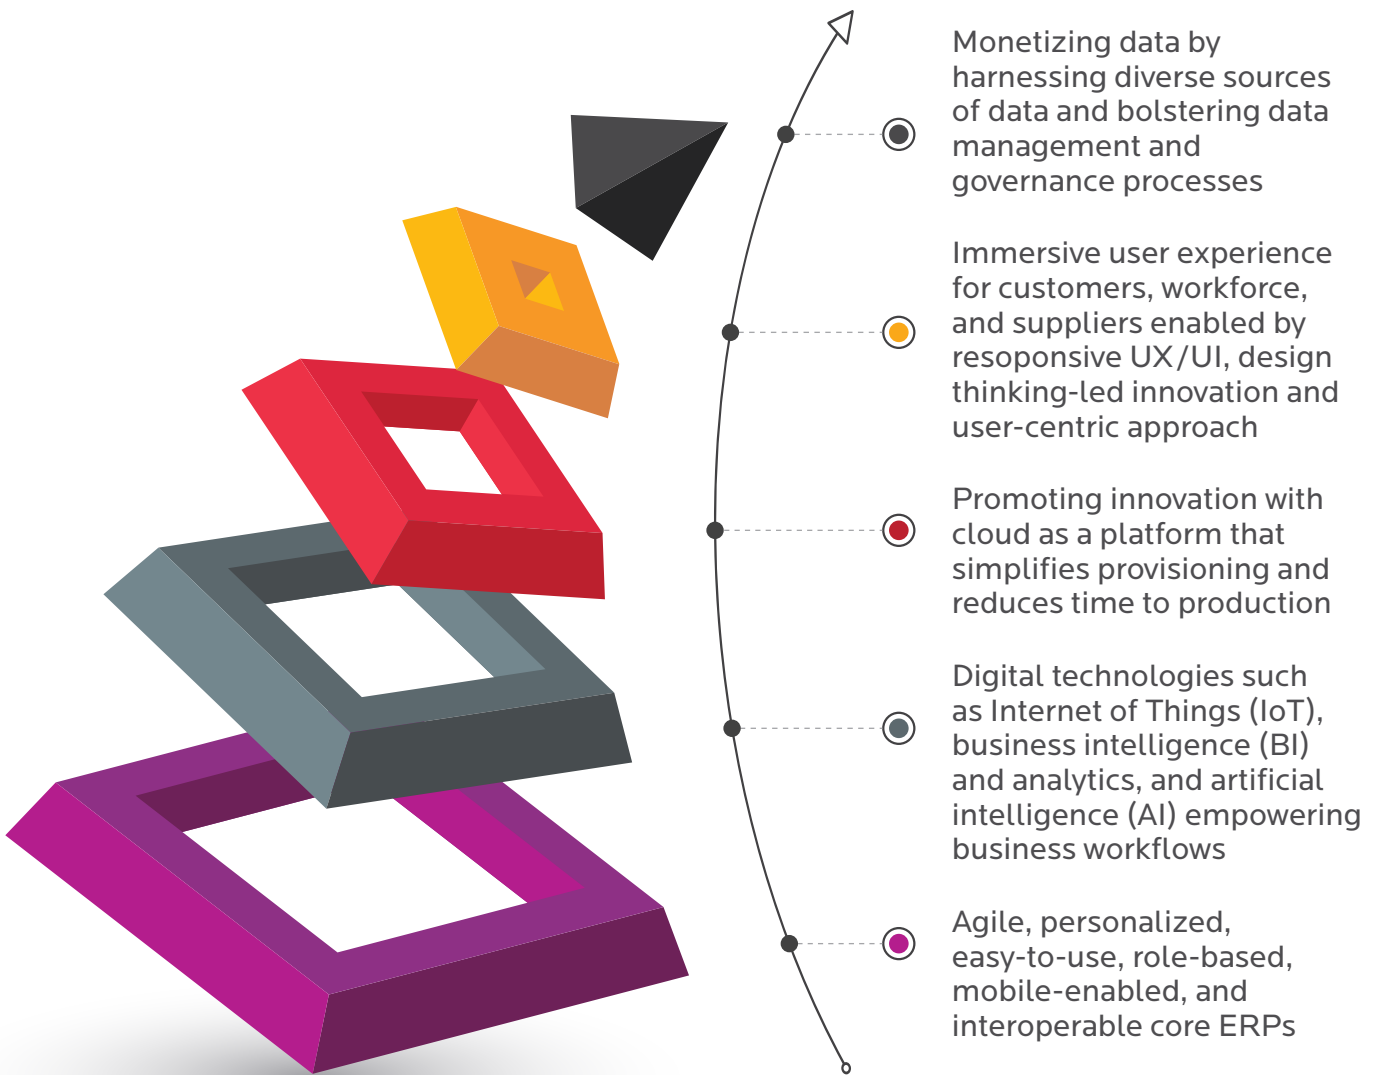 Monetizing data by
harnessing diverse sources
of data and bolstering data
management and
governance processes
Immersive user experience
for customers, workforce,
and suppliers enabled by
resoponsive UX/UI, design
thinking-led innovation and
user-centric approach
Promoting innovation with
cloud as a platform that
simplifies provisioning and
reduces time to production
Digital technologies such
as Internet of Things (IoT),
business intelligence (BI)
and analytics, and artificial
intelligence (AI) empowering
business workflows
Agile, personalized,
easy-to-use, role-based,
mobile-enabled, and
interoperable core ERPs